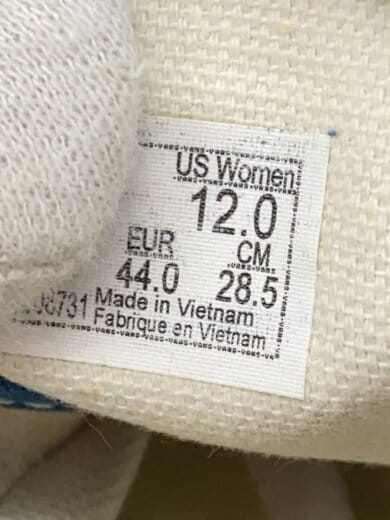 US Women
12.0
EUR CM
44.0 28.5
Made in Vietnam
Fabrique en Vietnam